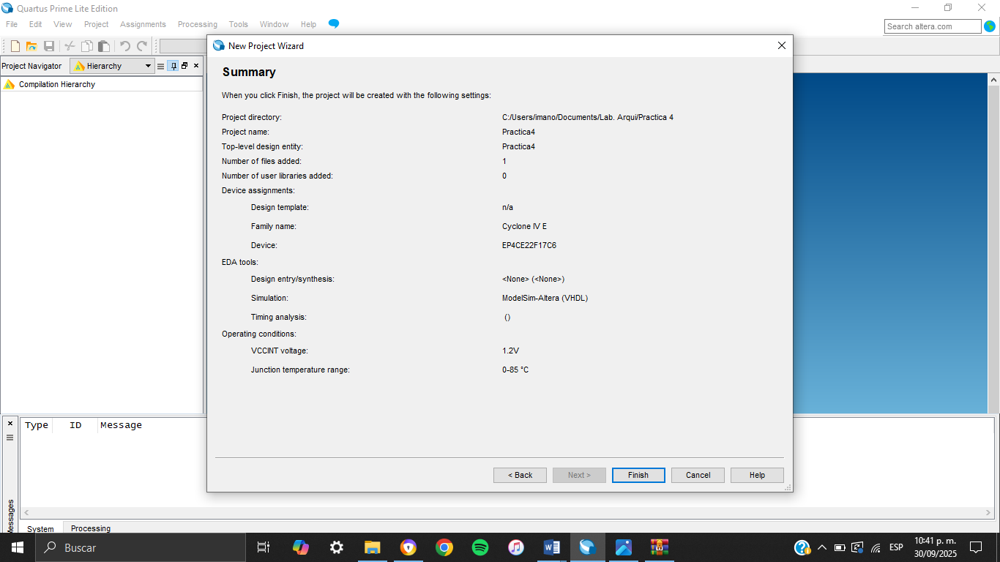 Quartus Prime Lite Edition
File Edit View Project Assignments Processing Tools Window Help
Search altera.com
Project Navigator Hierarchy
Compilation Hierarchy
New Project Wizard
Summary
When you click Finish, the project will be created with the following settings:
Project directory: C:/Users/imano/Documents/Lab. Arqui/Practica 4
Project name: Practica4
Top-level design entity: Practica4
Number of files added: 1
Number of user libraries added: 0
Device assignments:
Design template: n/a
Family name: Cyclone IV E
Device: EP4CE22F17C6
EDA tools:
Design entry/synthesis: <None> (<None>)
Simulation: ModelSim-Altera (VHDL)
Timing analysis: ()
Operating conditions:
VCCINT voltage: 1.2V
Junction temperature range: 0-85 °C
< Back Next > Finish Cancel Help
Type ID Message
Messages
System Processing
Buscar
ESP
10:41 p. m.
30/09/2025